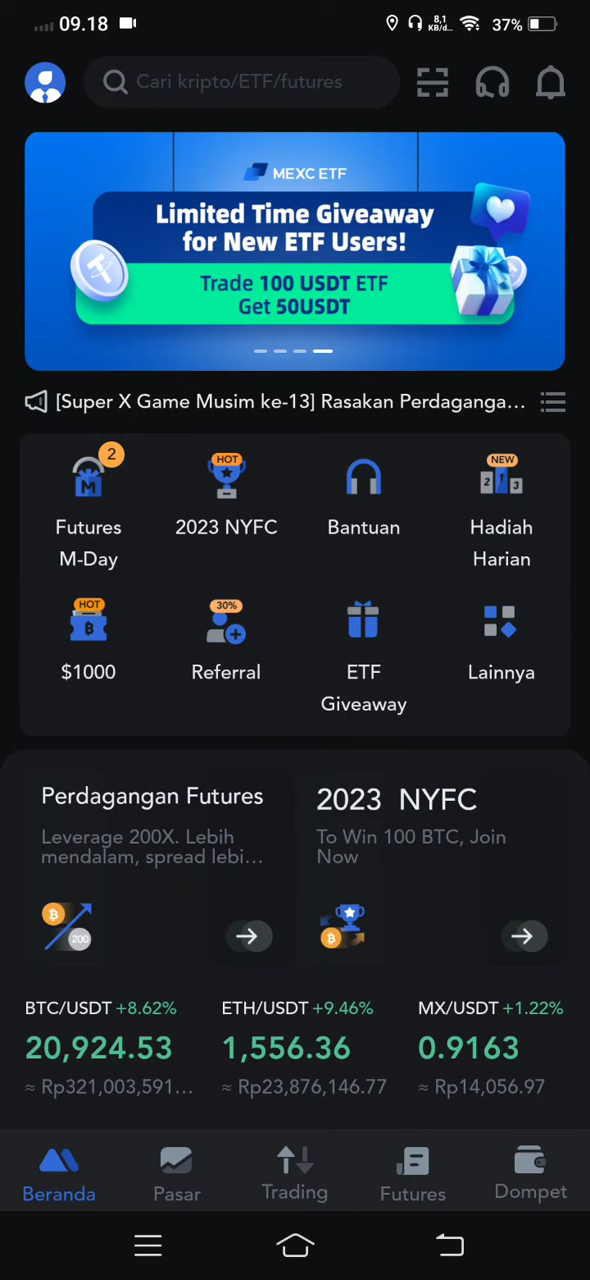 09.18
8,1
KB/d...
37%
Cari kripto/ETF/futures
MEXC ETF
Limited Time Giveaway
for New ETF Users!
Trade 100 USDT ETF
Get 50USDT
[Super X Game Musim ke-13] Rasakan Perdaganga...
2
HOT
NEW
M
2 1 3
Futures
M-Day
2023 NYFC
Bantuan
Hadiah
Harian
HOT
30%
$1000
Referral
ETF
Giveaway
Lainnya
Perdagangan Futures
Leverage 200X. Lebih
mendalam, spread lebi...
200
2023 NYFC
To Win 100 BTC, Join
Now
BTC/USDT +8.62%
20,924.53
≈ Rp321,003,591...
ETH/USDT +9.46%
1,556.36
≈ Rp23,876,146.77
MX/USDT +1.22%
0.9163
≈ Rp14,056.97
Beranda
Pasar
Trading
Futures
Dompet